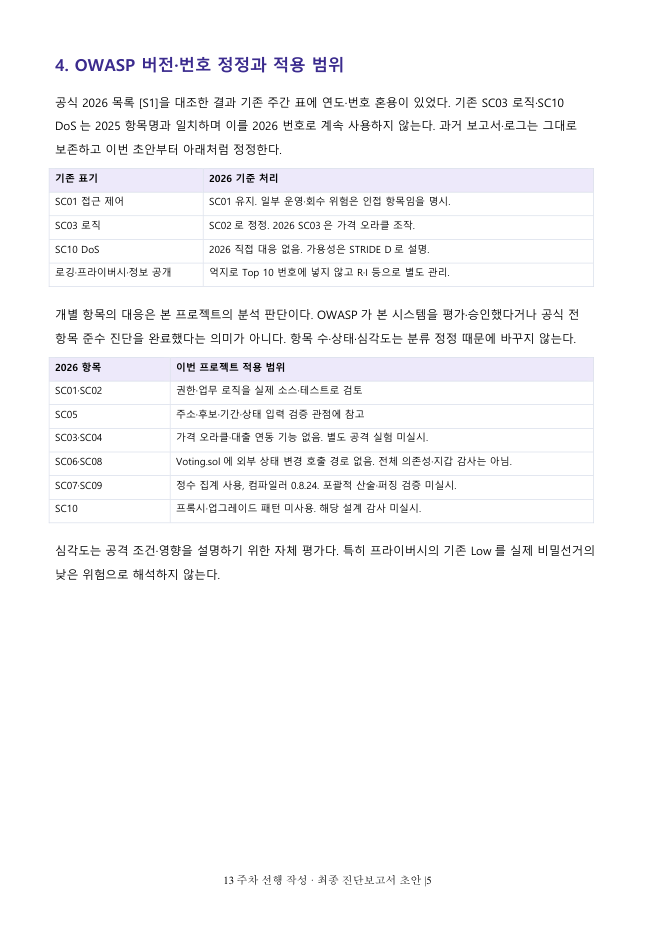 4. OWASP 버전·번호 정정과 적용 범위
공식 2026 목록 [S1]을 대조한 결과 기존 주간 표에 연도·번호 혼용이 있었다. 기존 SC03 로직·SC10
DoS 는 2025 항목명과 일치하며 이를 2026 번호로 계속 사용하지 않는다. 과거 보고서·로그는 그대로
보존하고 이번 초안부터 아래처럼 정정한다.
기존 표기 2026 기준 처리
SC01 접근 제어 SC01 유지. 일부 운영·회수 위험은 인접 항목임을 명시.
SC03 로직 SC02 로 정정. 2026 SC03 은 가격 오라클 조작.
SC10 DoS 2026 직접 대응 없음. 가용성은 STRIDE D 로 설명.
로깅·프라이버시·정보 공개 억지로 Top 10 번호에 넣지 않고 R·I 등으로 별도 관리.
개별 항목의 대응은 본 프로젝트의 분석 판단이다. OWASP 가 본 시스템을 평가·승인했다거나 공식 전
항목 준수 진단을 완료했다는 의미가 아니다. 항목 수·상태·심각도는 분류 정정 때문에 바꾸지 않는다.
2026 항목 이번 프로젝트 적용 범위
SC01·SC02 권한·업무 로직을 실제 소스·테스트로 검토
SC05 주소·후보·기간·상태 입력 검증 관점에 참고
SC03·SC04 가격 오라클·대출 연동 기능 없음. 별도 공격 실험 미실시.
SC06·SC08 Voting.sol 에 외부 상태 변경 호출 경로 없음. 전체 의존성·지갑 감사는 아님.
SC07·SC09 정수 집계 사용, 컴파일러 0.8.24. 포괄적 산술·퍼징 검증 미실시.
SC10 프록시·업그레이드 패턴 미사용. 해당 설계 감사 미실시.
심각도는 공격 조건·영향을 설명하기 위한 자체 평가다. 특히 프라이버시의 기존 Low 를 실제 비밀선거의
낮은 위험으로 해석하지 않는다.
13 주차 선행 작성 · 최종 진단보고서 초안 |5